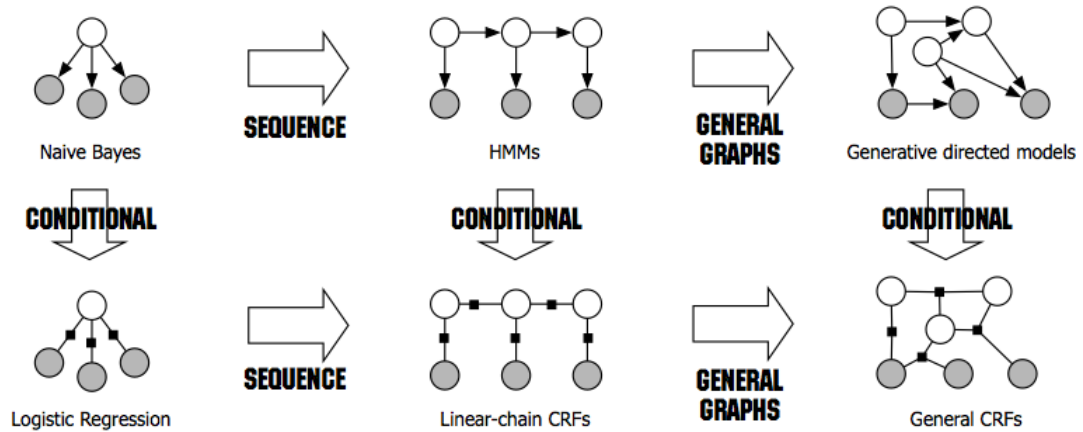 SEQUENCE
GENERAL
GRAPHS
Naive Bayes
HMMs
Generative directed models
CONDITIONAL
CONDITIONAL
CONDITIONAL
SEQUENCE
GENERAL
GRAPHS
Logistic Regression
Linear-chain CRFs
General CRFs